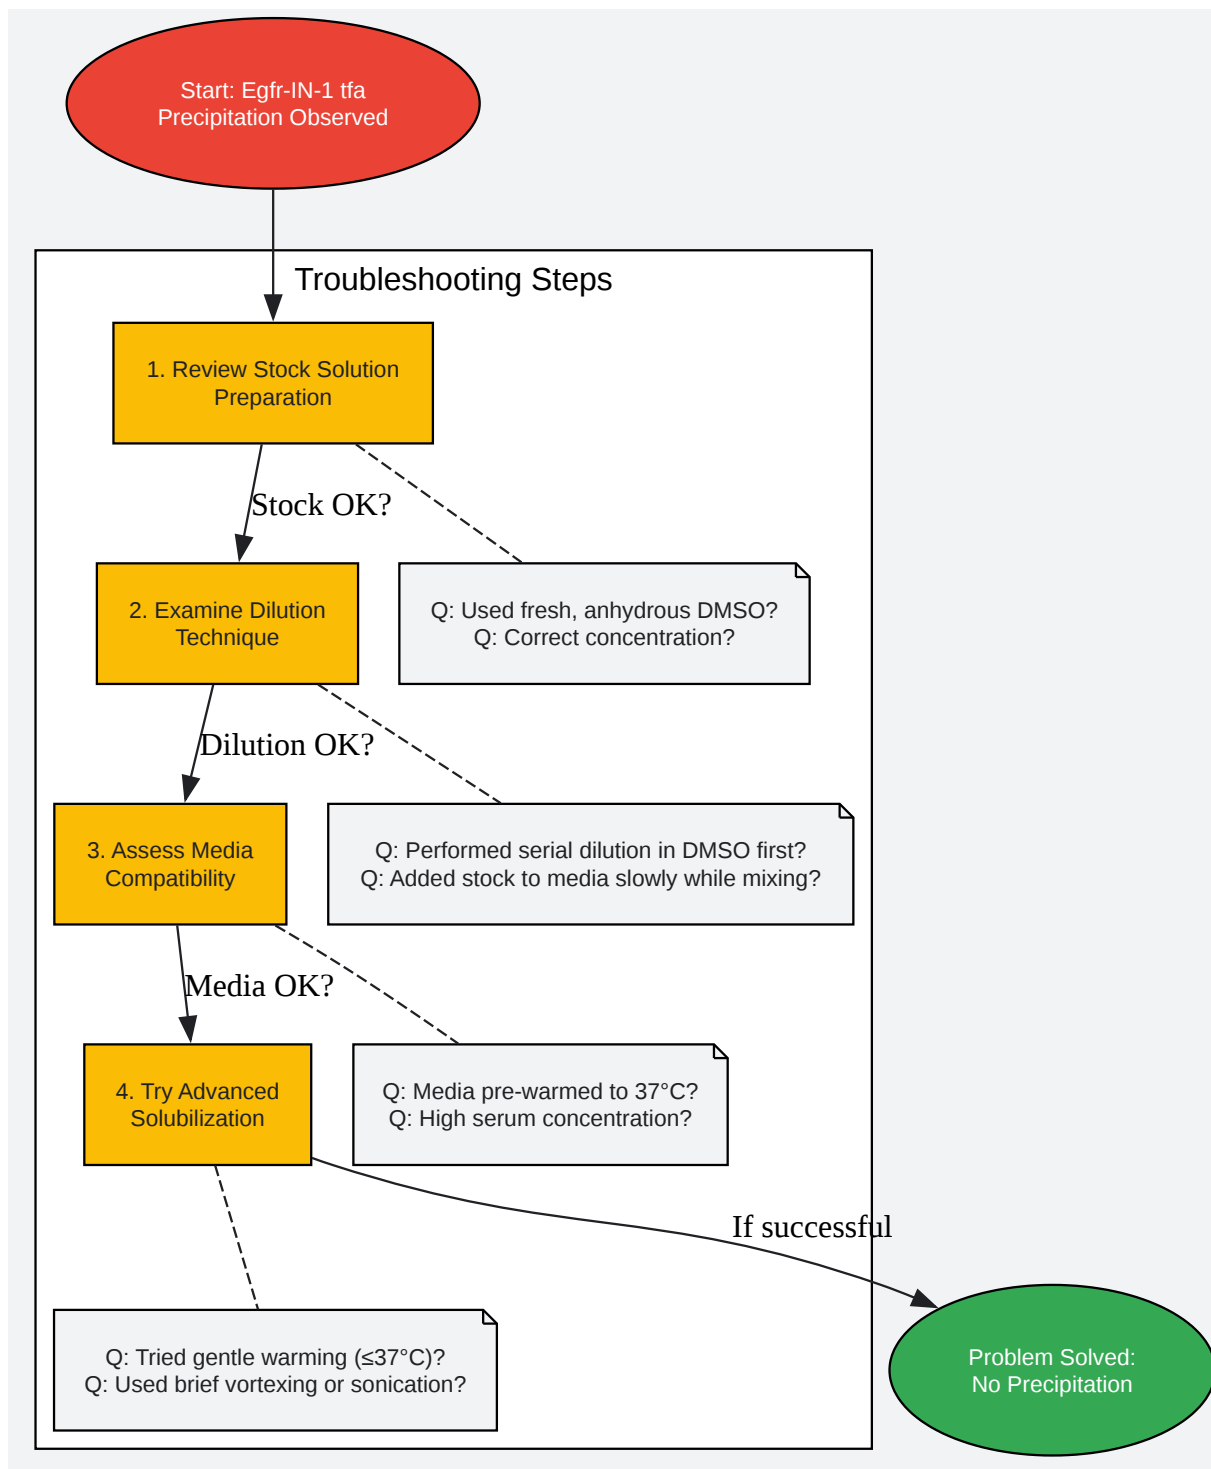 Start: Egfr-IN-1 tfa
Precipitation Observed
Troubleshooting Steps
1. Review Stock Solution
Preparation
Stock OK?
2. Examine Dilution
Technique
Q: Used fresh, anhydrous DMSO?
Q: Correct concentration?
Dilution OK?
3. Assess Media
Compatibility
Q: Performed serial dilution in DMSO first?
Q: Added stock to media slowly while mixing?
Media OK?
4. Try Advanced
Solubilization
Q: Media pre-warmed to 37°C?
Q: High serum concentration?
If successful
Q: Tried gentle warming (≤37°C)?
Q: Used brief vortexing or sonication?
Problem Solved:
No Precipitation